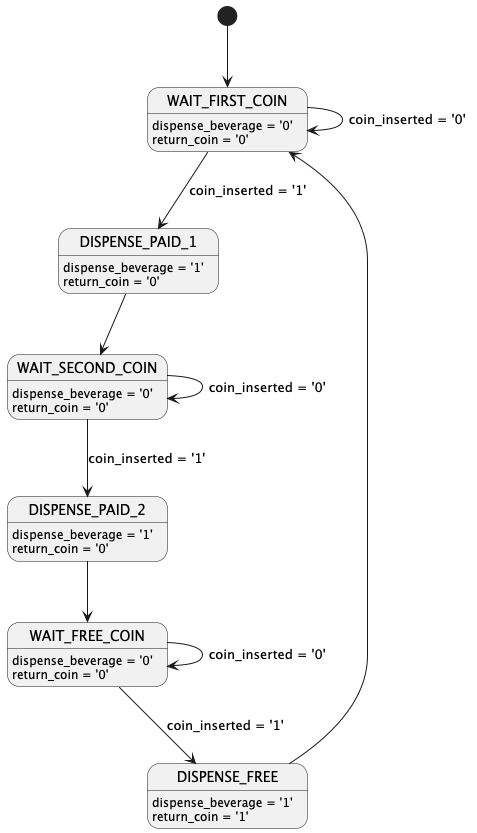 WAIT_FIRST_COIN
dispense_beverage = '0'
return_coin = '0'
coin_inserted = '0'
coin_inserted = '1'
DISPENSE_PAID_1
dispense_beverage = '1'
return_coin = '0'
WAIT_SECOND_COIN
dispense_beverage = '0'
return_coin = '0'
coin_inserted = '0'
coin_inserted = '1'
DISPENSE_PAID_2
dispense_beverage = '1'
return_coin = '0'
WAIT_FREE_COIN
dispense_beverage = '0'
return_coin = '0'
coin_inserted = '0'
coin_inserted = '1'
DISPENSE_FREE
dispense_beverage = '1'
return_coin = '1'